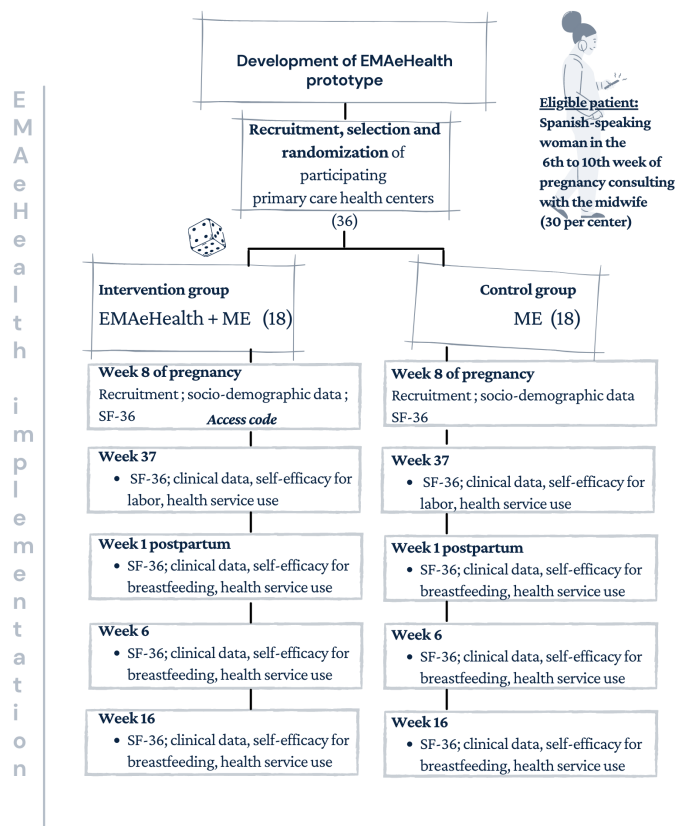 EMAeHealth implementation
Development of EMAeHealth
prototype
Recruitment, selection and
randomization of
participating
primary care health centers
(36)
Eligible patient:
Spanish-speaking
woman in the
6th to 10th week of
pregnancy consulting
with the midwife
(30 per center)
Intervention group
EMAeHealth + ME (18)
Control group
ME (18)
Week 8 of pregnancy
Recruitment ; socio-demographic data ;
SF-36 Access code
Week 37
• SF-36; clinical data, self-efficacy for
labor, health service use
Week 1 postpartum
• SF-36; clinical data, self-efficacy for
breastfeeding, health service use
Week 6
• SF-36; clinical data, self-efficacy for
breastfeeding, health service use
Week 16
• SF-36; clinical data, self-efficacy for
breastfeeding, health service use
Week 8 of pregnancy
Recruitment ; socio-demographic data
SF-36
Week 37
• SF-36; clinical data, self-efficacy for
labor, health service use
Week 1 postpartum
• SF-36; clinical data, self-efficacy for
breastfeeding, health service use
Week 6
• SF-36; clinical data, self-efficacy for
breastfeeding, health service use
Week 16
• SF-36; clinical data, self-efficacy for
breastfeeding, health service use